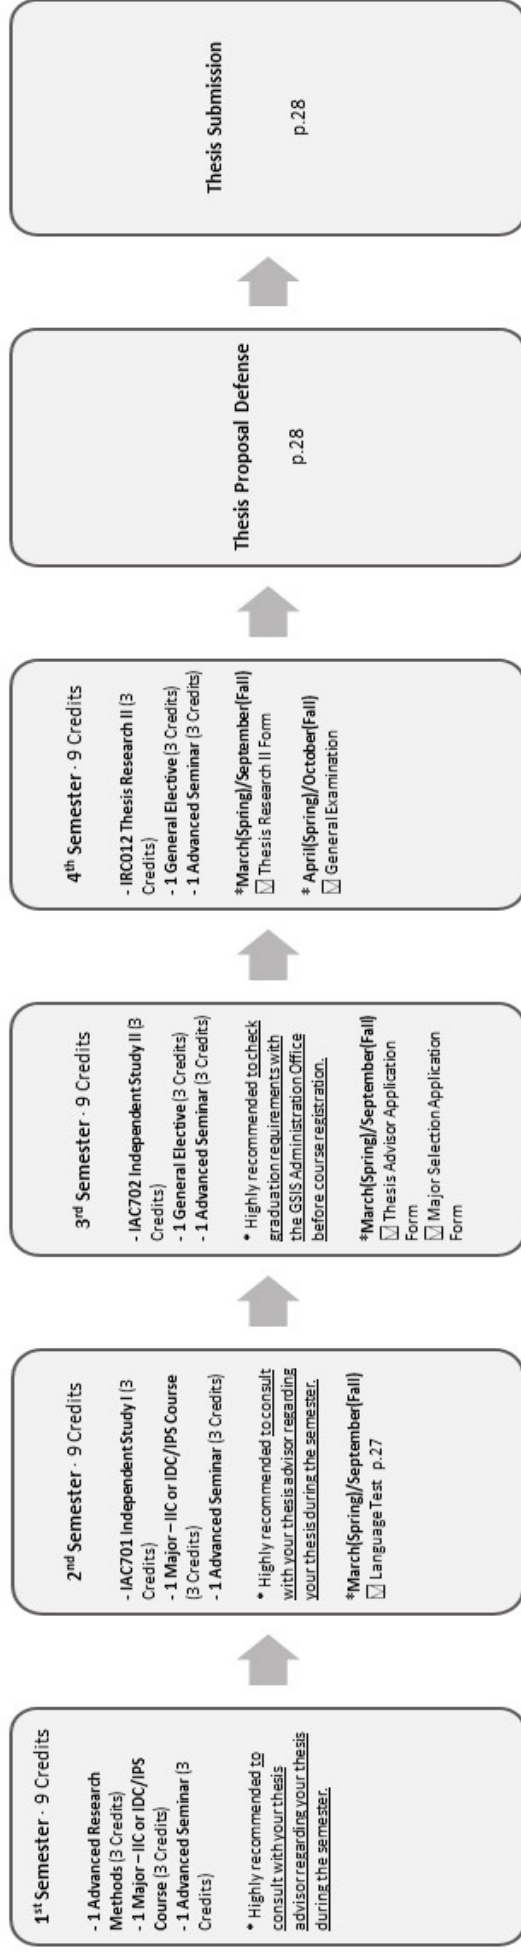 1st Semester · 9 Credits
- 1 Advanced Research
Methods (3 Credits)
- 1 Major – IIC or IDC/IPS
Course (3 Credits)
- 1 Advanced Seminar (3
Credits)
* Highly recommended to
consult with your thesis
advisor regarding your thesis
during the semester.
2nd Semester · 9 Credits
- IAC701 Independent Study I (3
Credits)
- 1 Major – IIC or IDC/IPS Course
(3 Credits)
- 1 Advanced Seminar (3 Credits)
* Highly recommended to consult
with your thesis advisor regarding
your thesis during the semester.
*March(Spring)/September(Fall)
☑ Language Test p.27
3rd Semester · 9 Credits
- IAC702 Independent Study II (3
Credits)
- 1 General Elective (3 Credits)
- 1 Advanced Seminar (3 Credits)
* Highly recommended to check
graduation requirements with
the GSIS Administration Office
before course registration.
*March(Spring)/September(Fall)
☑ Thesis Advisor Application
Form
☑ Major Selection Application
Form
4th Semester · 9 Credits
- IRC012 Thesis Research II (3
Credits)
- 1 General Elective (3 Credits)
- 1 Advanced Seminar (3 Credits)
*March(Spring)/September(Fall)
☑ Thesis Research II Form
* April(Spring)/October(Fall)
☑ General Examination
Thesis Proposal Defense
p.28
Thesis Submission
p.28